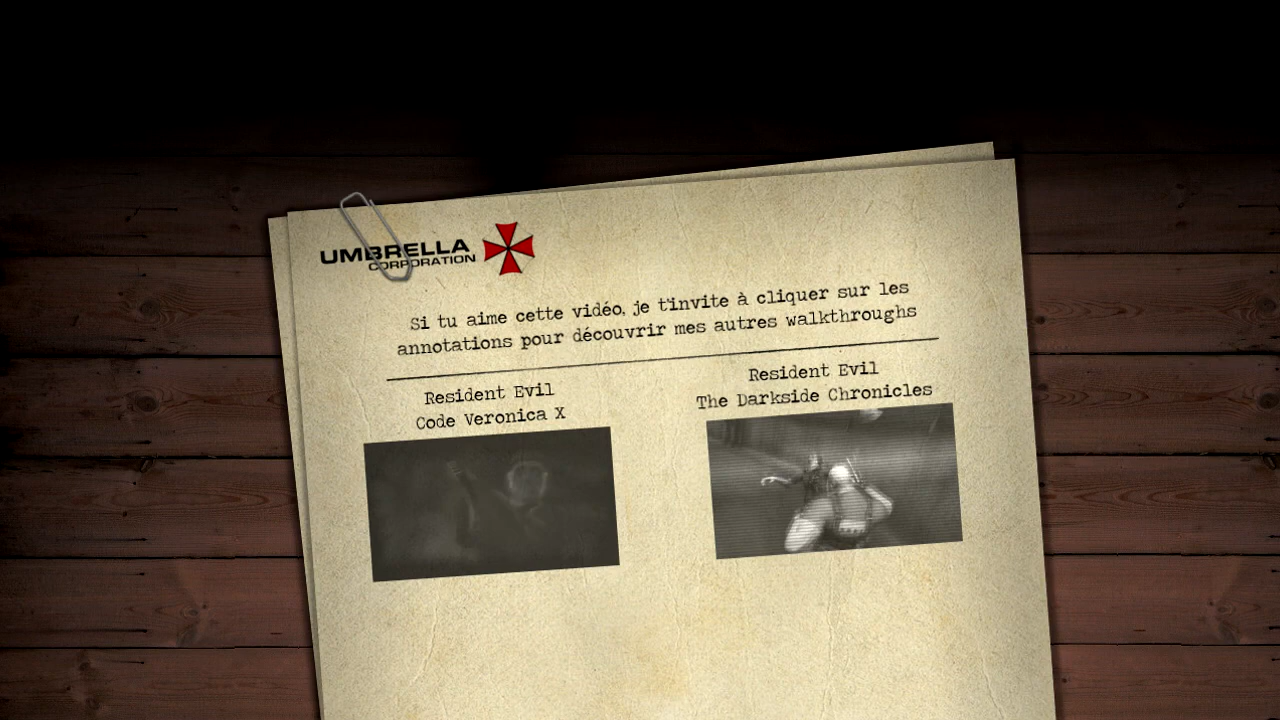 UMBRELLA
CORPORATION
Si tu aime cette vidéo, je t'invite à cliquer sur les
annotations pour découvrir mes autres walkthroughs
Resident Evil
Code Veronica X
Resident Evil
The Darkside Chronicles